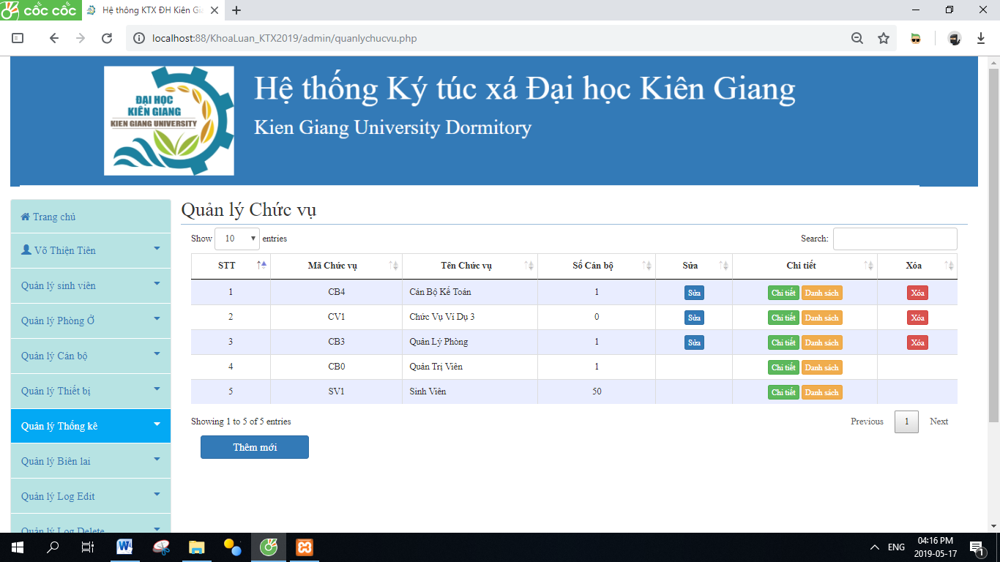 cốc cốc
Hệ thống KTX ĐH Kiên Gi
localhost:88/KhoaLuan_KTX2019/admin/quanlychucvu.php
ĐẠI HỌC
KIÊN GIANG
KIEN GIANG UNIVERSITY
Hệ thống Ký túc xá Đại học Kiên Giang
Kien Giang University Dormitory
Trang chủ
Võ Thiện Tiên
Quản lý sinh viên
Quản lý Phòng Ở
Quản lý Cán bộ
Quản lý Thiết bị
Quản lý Thống kê
Quản lý Biên lai
Quản lý Log Edit
Quản lý Log Delete
Quản lý Chức vụ
Show 10 entries
Search:
STT Mã Chức vụ Tên Chức vụ Số Cán bộ Sửa Chi tiết Xóa
1 CB4 Cán Bộ Kế Toán 1 Sửa Chi tiết Danh sách Xóa
2 CV1 Chức Vụ Ví Dụ 3 0 Sửa Chi tiết Danh sách Xóa
3 CB3 Quản Lý Phòng 1 Sửa Chi tiết Danh sách Xóa
4 CB0 Quản Trị Viên 1 Chi tiết Danh sách
5 SV1 Sinh Viên 50 Chi tiết Danh sách
Showing 1 to 5 of 5 entries
Previous 1 Next
Thêm mới
ENG
04:16 PM
2019-05-17
1